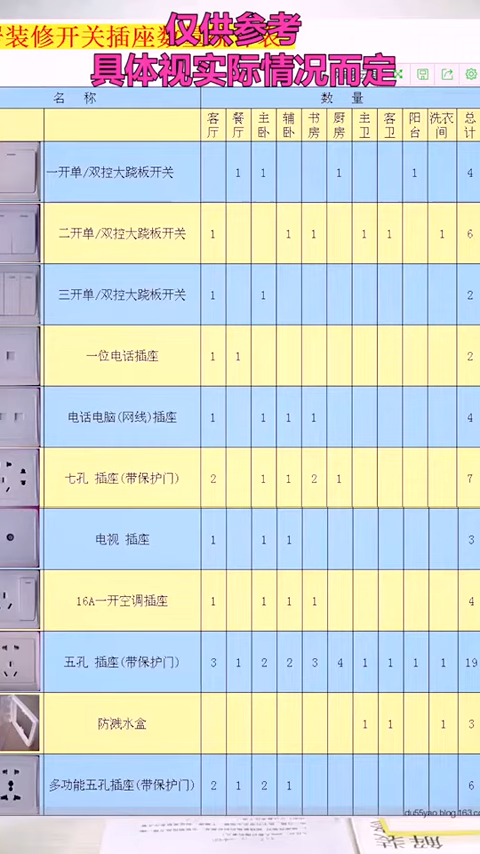 装修开关插座数
仅供参考
具体视实际情况而定
名 称 数 量
客厅 餐厅 主卧 辅卧 书房 厨房 主卫 客卫 阳台 洗衣间 总计
一开单/双控大跷板开关 1 1 1 1 4
二开单/双控大跷板开关 1 1 1 1 1 1 6
三开单/双控大跷板开关 1 1 2
一位电话插座 1 1 2
电话电脑(网线)插座 1 1 1 1 4
七孔 插座(带保护门) 2 1 1 2 1 7
电视 插座 1 1 1 3
16A一开空调插座 1 1 1 1 4
五孔 插座(带保护门) 3 1 2 2 3 4 1 1 1 1 19
防溅水盒 1 1 1 3
多功能五孔插座(带保护门) 2 1 2 1 6
du55yao.blog.163.c